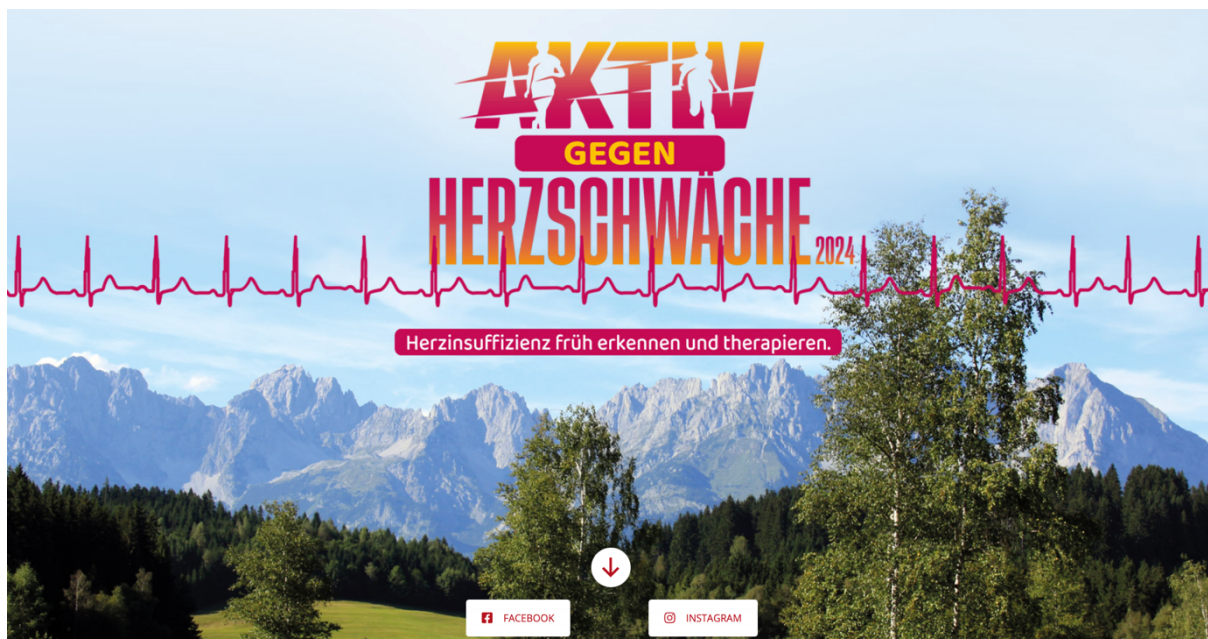 AKTIV
GEGEN
HERZSCHWÄCHE 2024
Herzinsuffizienz früh erkennen und therapieren.
FACEBOOK
INSTAGRAM